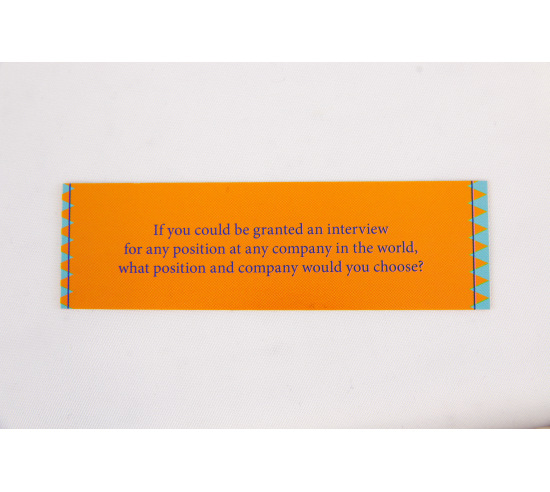 If you could be granted an interview
for any position at any company in the world,
what position and company would you choose?